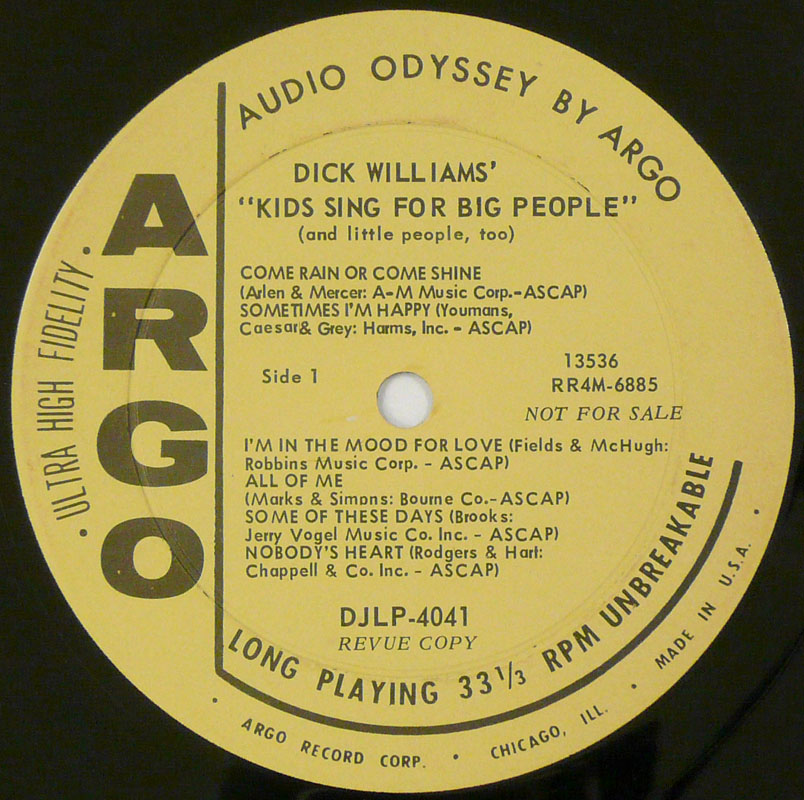 AUDIO ODYSSEY BY ARGO
ARGO
· ULTRA HIGH FIDELITY ·
DICK WILLIAMS'
"KIDS SING FOR BIG PEOPLE"
(and little people, too)
COME RAIN OR COME SHINE
(Arlen & Mercer: A-M Music Corp.-ASCAP)
SOMETIMES I'M HAPPY (Youmans,
Caesar& Grey: Harms, Inc. - ASCAP)
Side 1
13536
RR4M-6885
NOT FOR SALE
I'M IN THE MOOD FOR LOVE (Fields & McHugh:
Robbins Music Corp. - ASCAP)
ALL OF ME
(Marks & Simons: Bourne Co.-ASCAP)
SOME OF THESE DAYS (Brooks:
Jerry Vogel Music Co. Inc. - ASCAP)
NOBODY'S HEART (Rodgers & Hart:
Chappell & Co. Inc. - ASCAP)
DJLP-4041
REVUE COPY
LONG PLAYING 33 1/3 RPM UNBREAKABLE
· ARGO RECORD CORP. · CHICAGO, ILL. · MADE IN U.S.A. ·